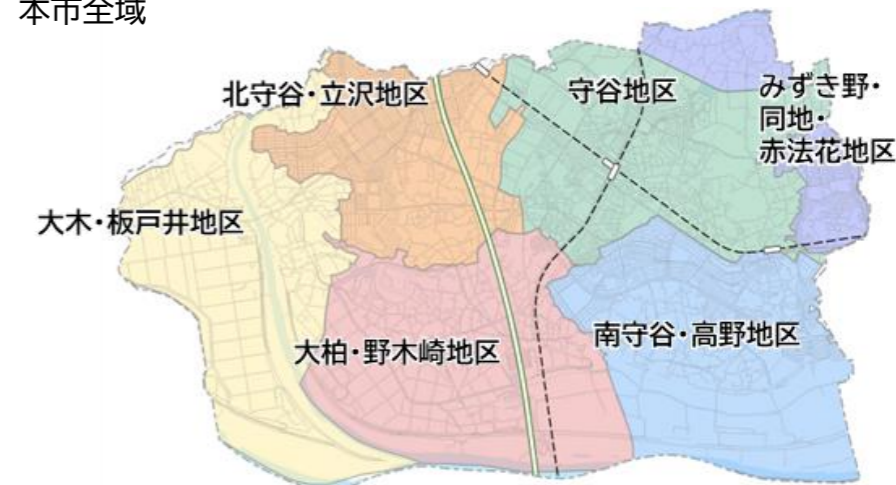 本市全域
北守谷・立沢地区
守谷地区
みずき野・
同地・
赤法花地区
大木・板戸井地区
大柏・野木崎地区
南守谷・高野地区